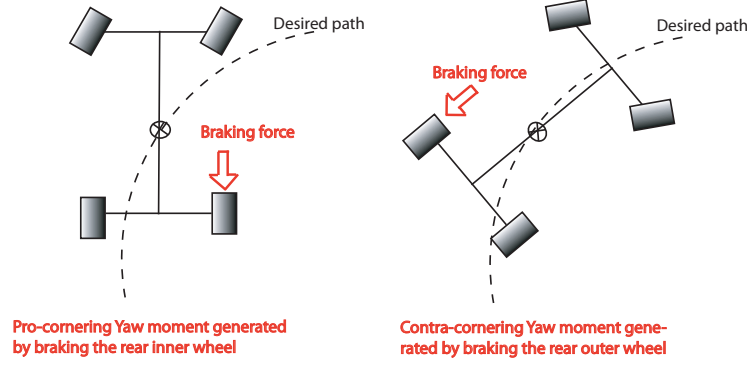 Desired path
Braking force
Pro-cornering Yaw moment generated
by braking the rear inner wheel
Desired path
Braking force
Contra-cornering Yaw moment gene-
rated by braking the rear outer wheel